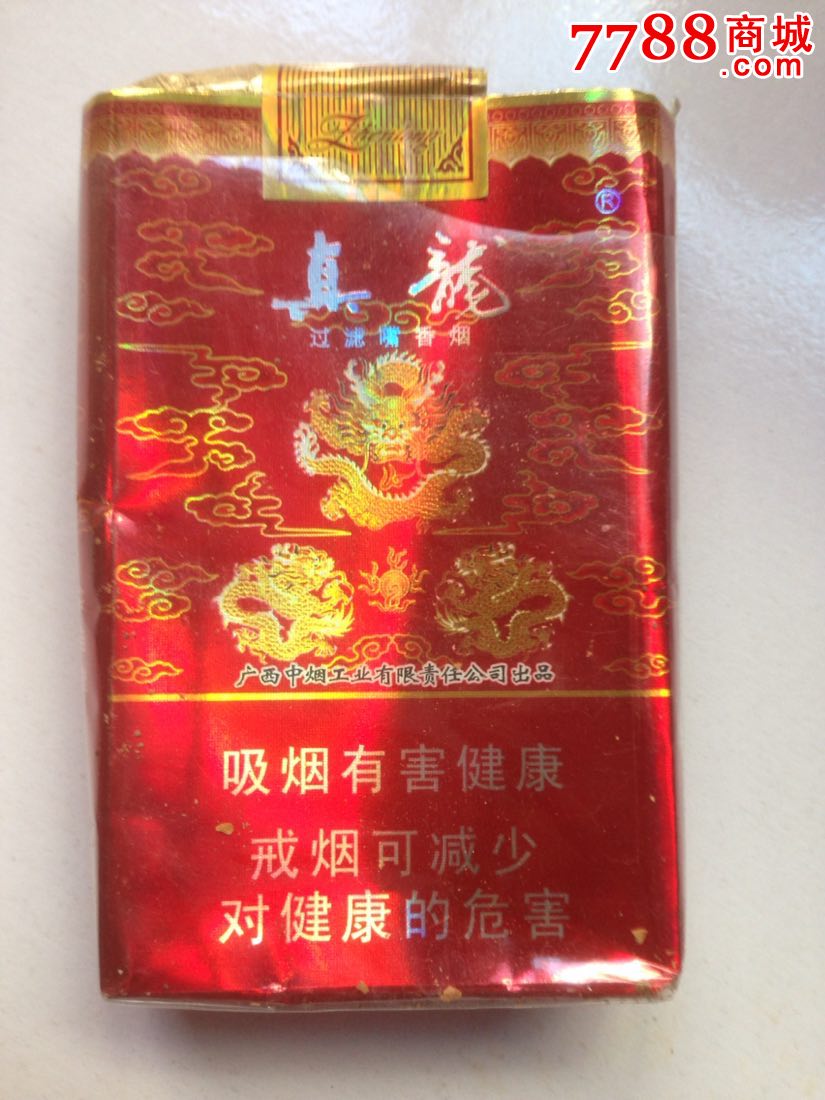 7788商城
.com
®
真龍
过滤嘴香烟
广西中烟工业有限责任公司出品
吸烟有害健康
戒烟可减少
对健康的危害